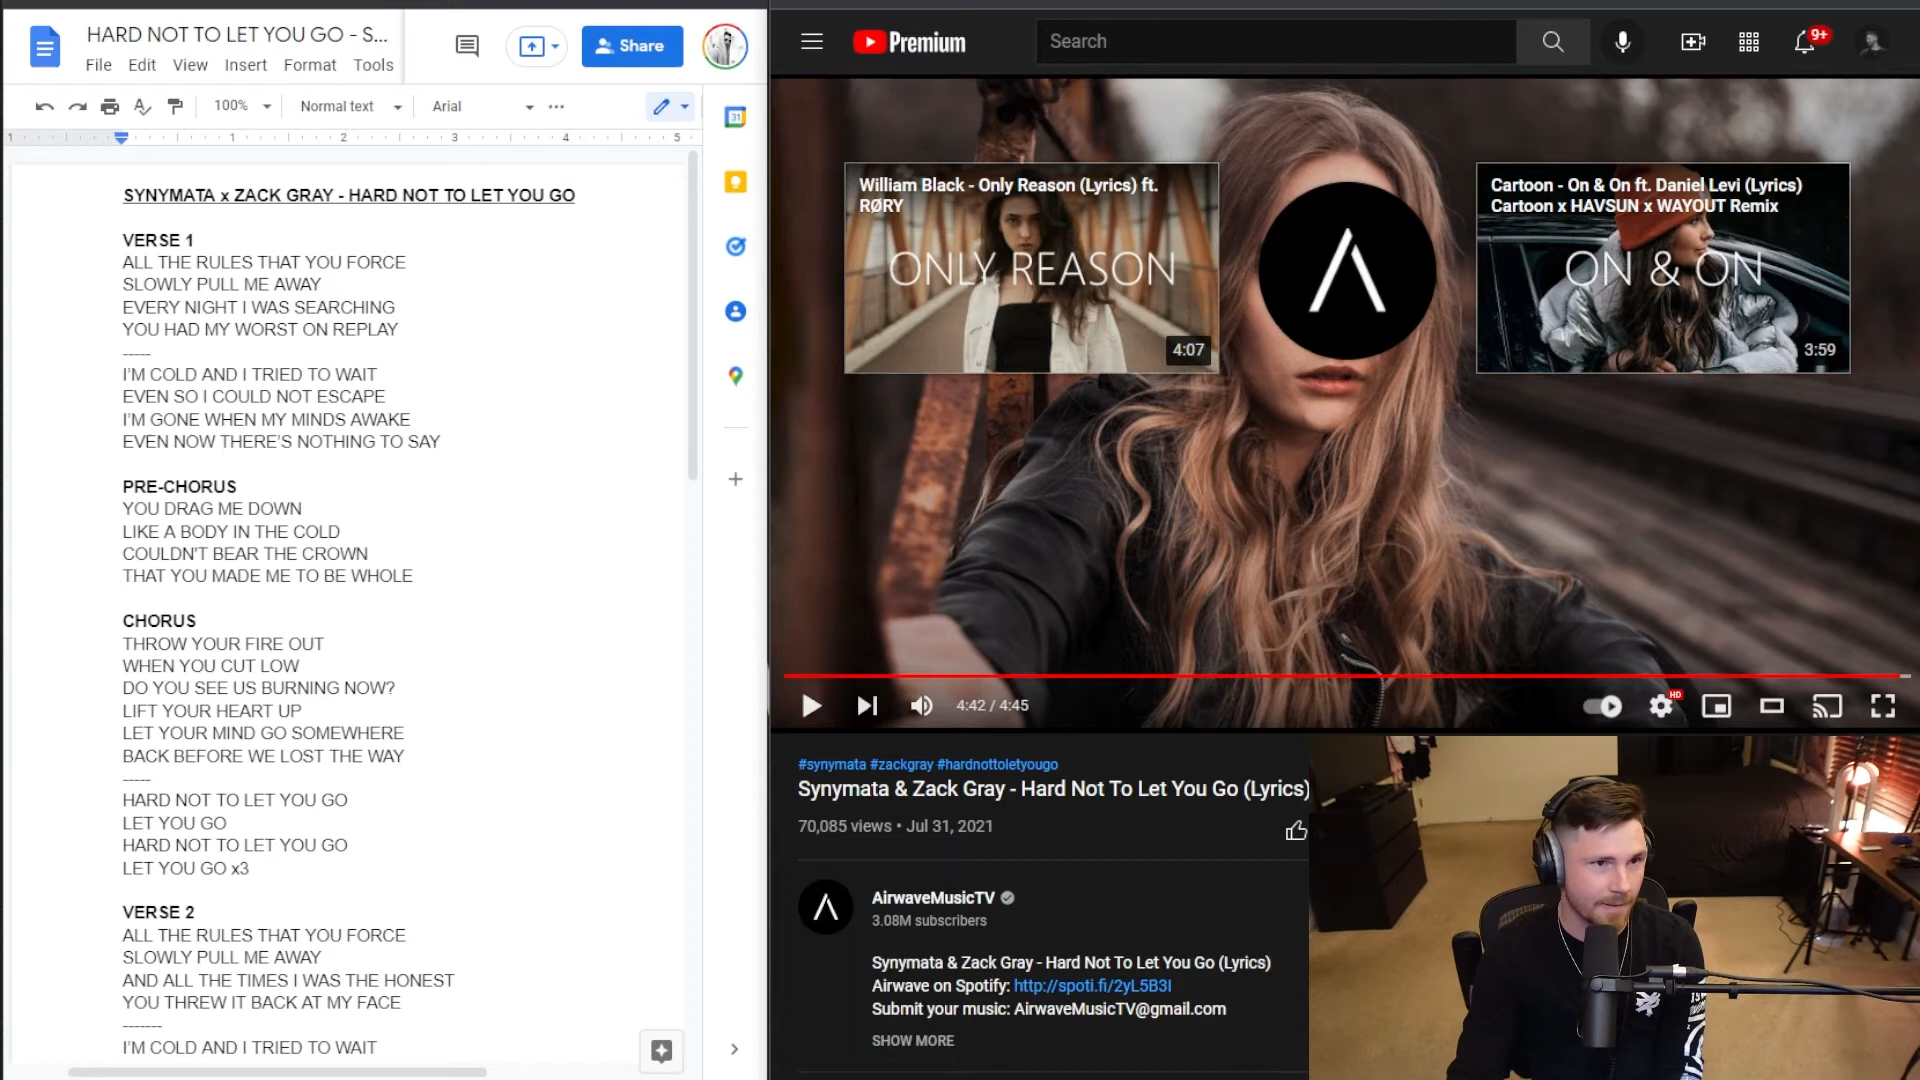 HARD NOT TO LET YOU GO - S...
File Edit View Insert Format Tools
Share
100% Normal text Arial
1 1 2 3 4 5
31
SYNYMATA x ZACK GRAY - HARD NOT TO LET YOU GO
VERSE 1
ALL THE RULES THAT YOU FORCE
SLOWLY PULL ME AWAY
EVERY NIGHT I WAS SEARCHING
YOU HAD MY WORST ON REPLAY
-----
I'M COLD AND I TRIED TO WAIT
EVEN SO I COULD NOT ESCAPE
I'M GONE WHEN MY MINDS AWAKE
EVEN NOW THERE'S NOTHING TO SAY
PRE-CHORUS
YOU DRAG ME DOWN
LIKE A BODY IN THE COLD
COULDN'T BEAR THE CROWN
THAT YOU MADE ME TO BE WHOLE
CHORUS
THROW YOUR FIRE OUT
WHEN YOU CUT LOW
DO YOU SEE US BURNING NOW?
LIFT YOUR HEART UP
LET YOUR MIND GO SOMEWHERE
BACK BEFORE WE LOST THE WAY
-----
HARD NOT TO LET YOU GO
LET YOU GO
HARD NOT TO LET YOU GO
LET YOU GO x3
VERSE 2
ALL THE RULES THAT YOU FORCE
SLOWLY PULL ME AWAY
AND ALL THE TIMES I WAS THE HONEST
YOU THREW IT BACK AT MY FACE
-------
I'M COLD AND I TRIED TO WAIT
Premium
Search
9+
William Black - Only Reason (Lyrics) ft.
RØRY
ONLY REASON
4:07
Cartoon - On & On ft. Daniel Levi (Lyrics)
Cartoon x HAVSUN x WAYOUT Remix
ON & ON
3:59
4:42 / 4:45
HD
#synymata #zackgray #hardnottoletyougo
Synymata & Zack Gray - Hard Not To Let You Go (Lyrics)
70,085 views • Jul 31, 2021
AirwaveMusicTV
3.08M subscribers
Synymata & Zack Gray - Hard Not To Let You Go (Lyrics)
Airwave on Spotify: http://spoti.fi/2yL5B3I
Submit your music: AirwaveMusicTV@gmail.com
SHOW MORE